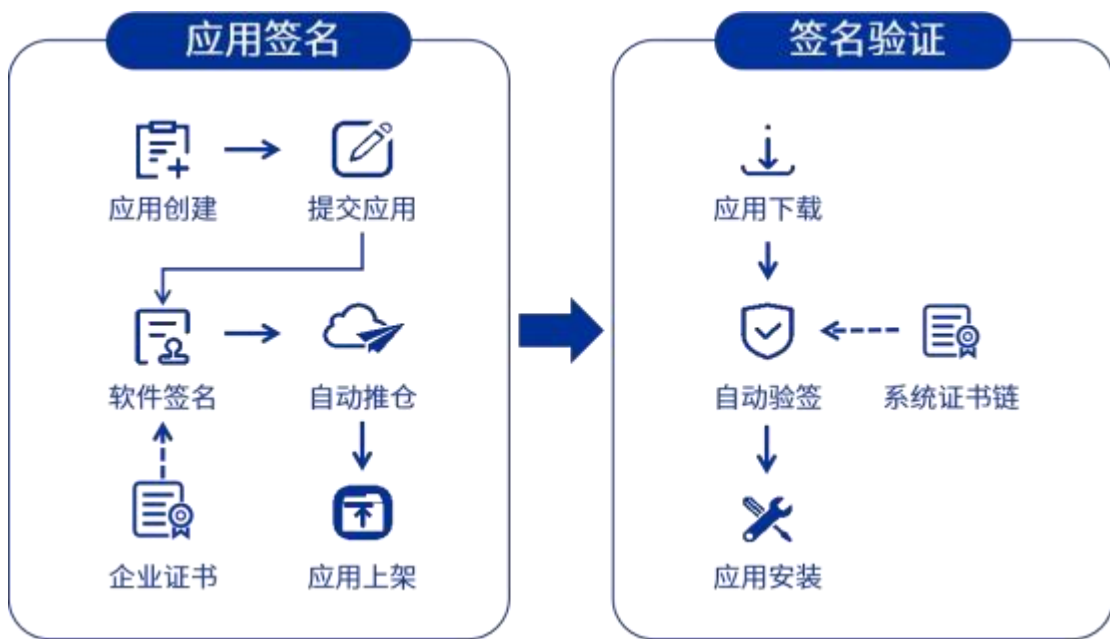 应用签名
应用创建
提交应用
软件签名
自动推仓
企业证书
应用上架
签名验证
应用下载
自动验签
系统证书链
应用安装